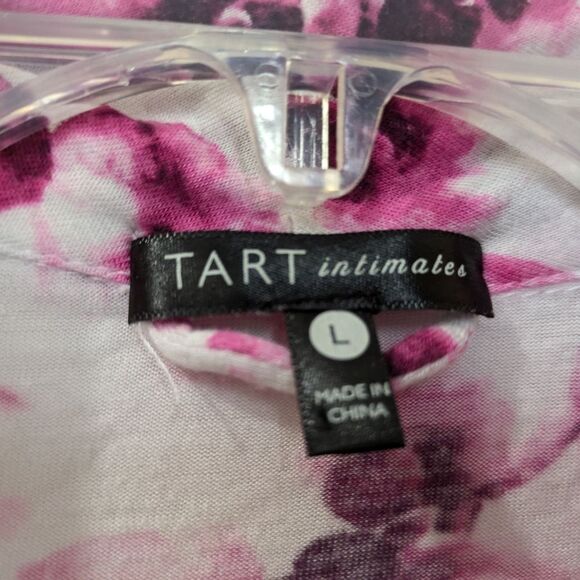 TART intimates
L
MADE IN
CHINA